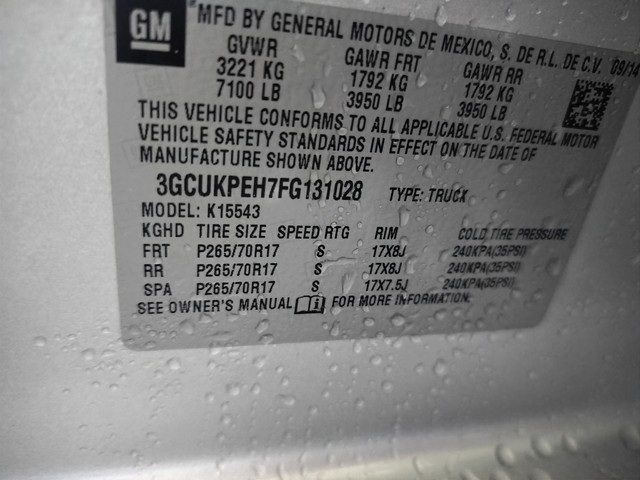 GM
*MFD BY GENERAL MOTORS DE MEXICO, S. DE R.L. DE C.V. 09/14
GVWR GAWR FRT GAWR RR
3221 KG 1792 KG 1792 KG
7100 LB 3950 LB 3950 LB
THIS VEHICLE CONFORMS TO ALL APPLICABLE U.S. FEDERAL MOTOR
VEHICLE SAFETY STANDARDS IN EFFECT ON THE DATE OF
MANUFACTURE SHOWN ABOVE.
3GCUKPEH7FG131028 TYPE: TRUCK
MODEL: K15543
KGHD TIRE SIZE SPEED RTG RIM COLD TIRE PRESSURE
FRT P265/70R17 S 17X8J 240KPA(35PSI)
RR P265/70R17 S 17X8J 240KPA(35PSI)
SPA P265/70R17 S 17X7.5J 240KPA(35PSI)
SEE OWNER'S MANUAL FOR MORE INFORMATION.